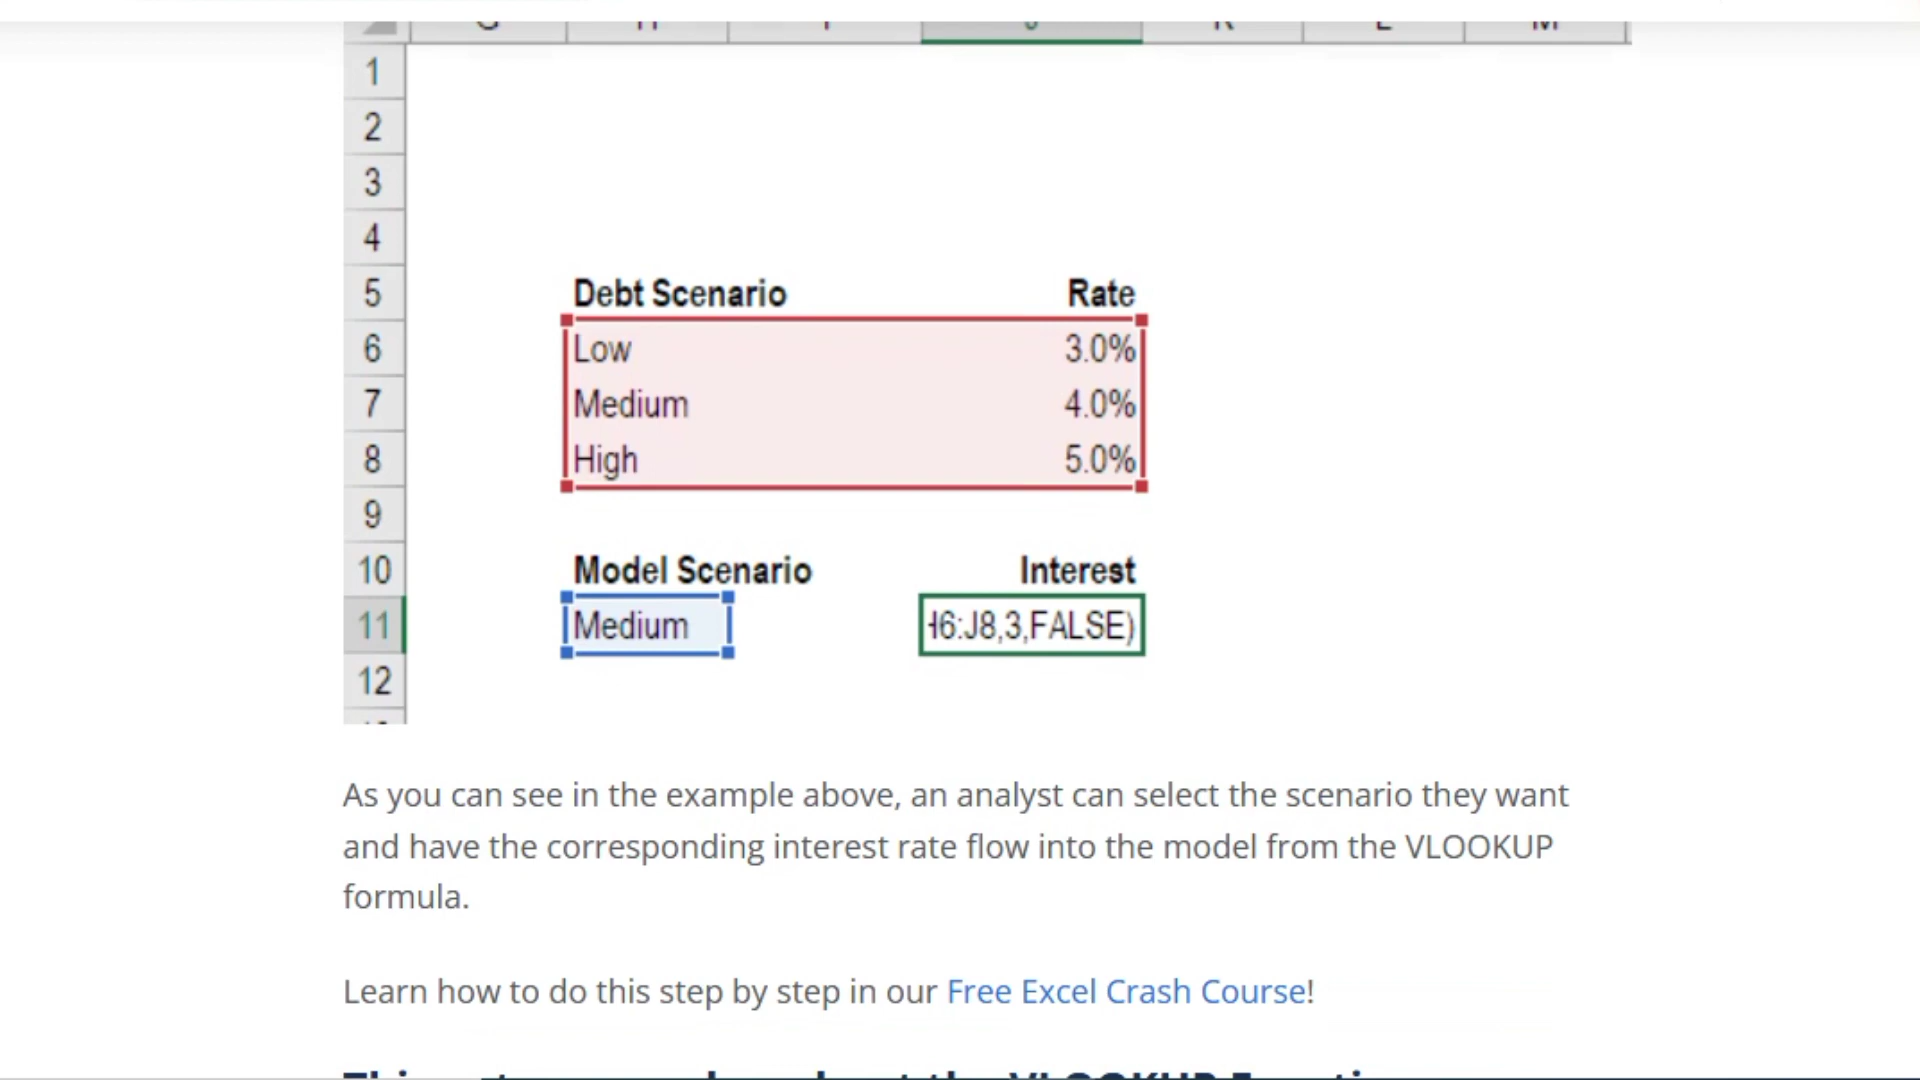 1
2
3
4
5 Debt Scenario Rate
6 Low 3.0%
7 Medium 4.0%
8 High 5.0%
9
10 Model Scenario Interest
11 Medium H6:J8,3,FALSE)
12
As you can see in the example above, an analyst can select the scenario they want
and have the corresponding interest rate flow into the model from the VLOOKUP
formula.
Learn how to do this step by step in our Free Excel Crash Course!